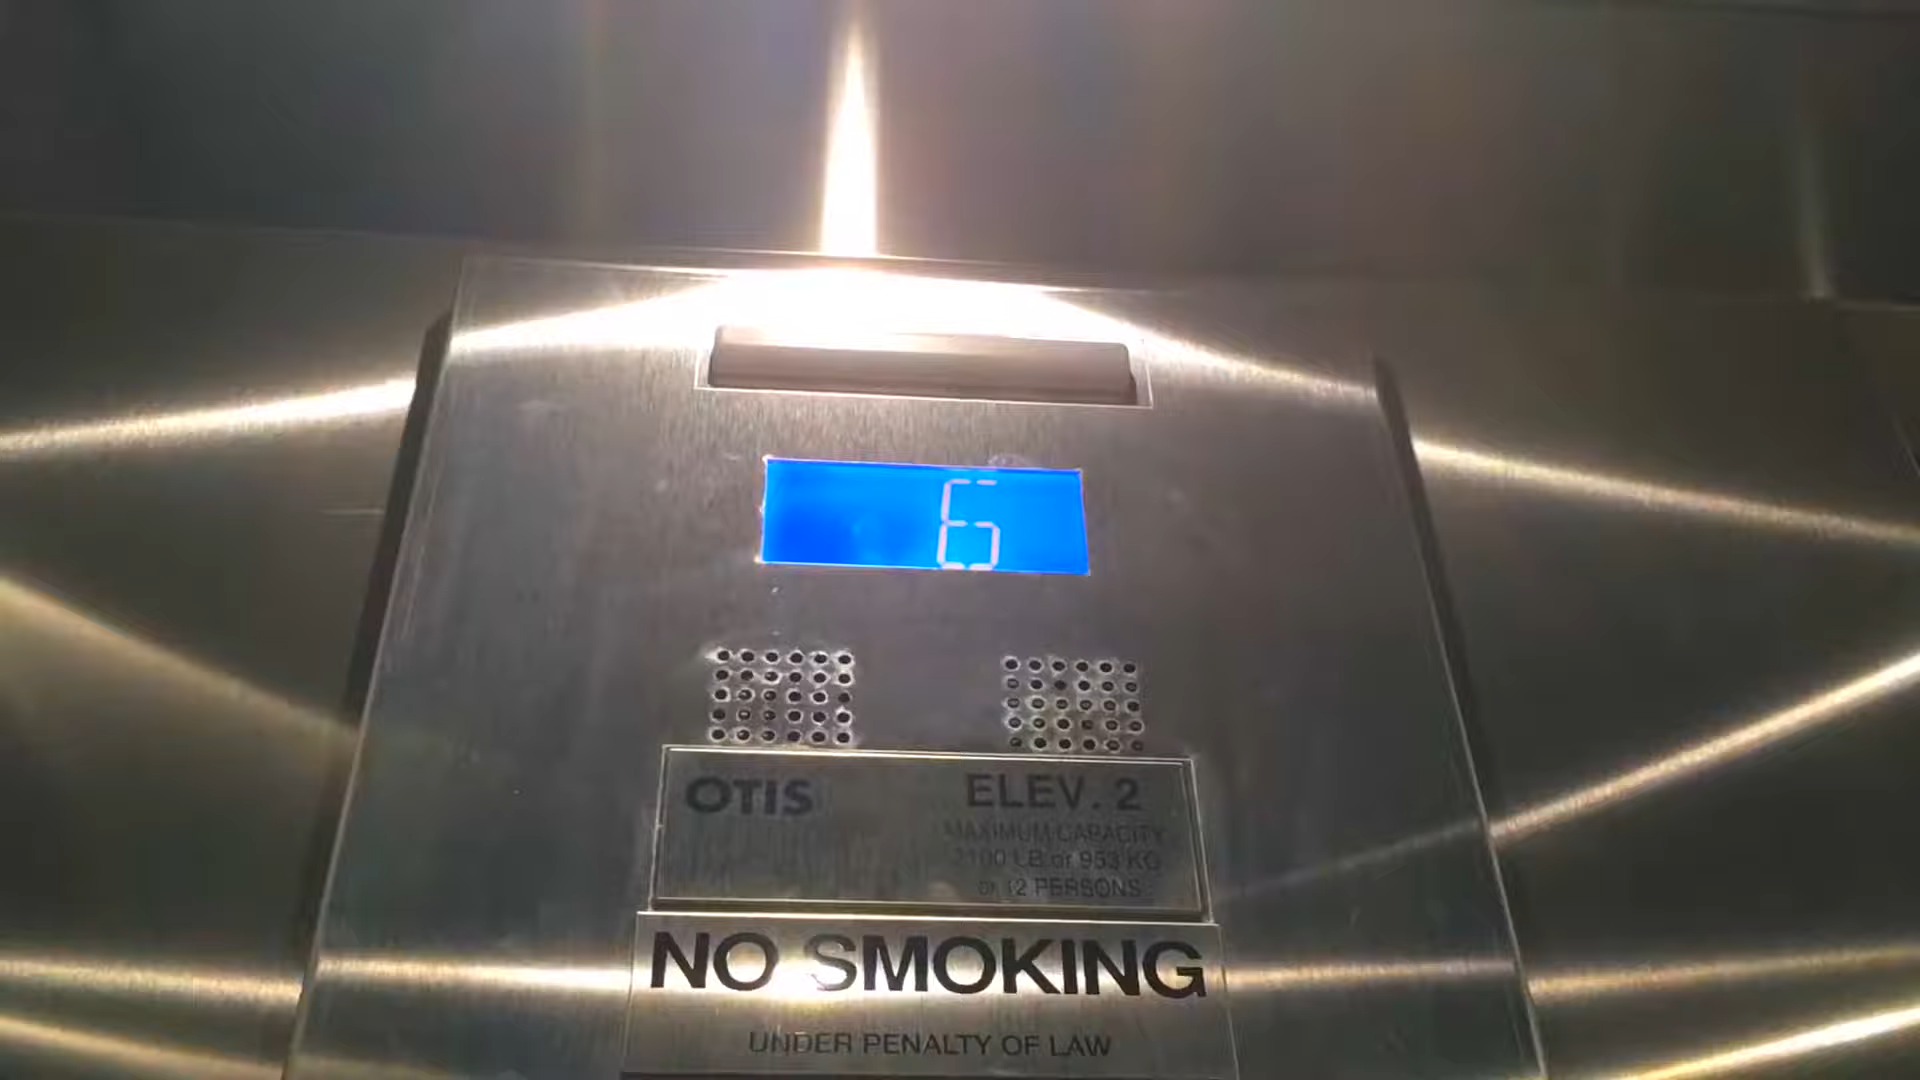 6
OTIS
ELEV. 2
MAXIMUM CAPACITY
2100 LB or 953 KG
or 12 PERSONS
NO SMOKING
UNDER PENALTY OF LAW